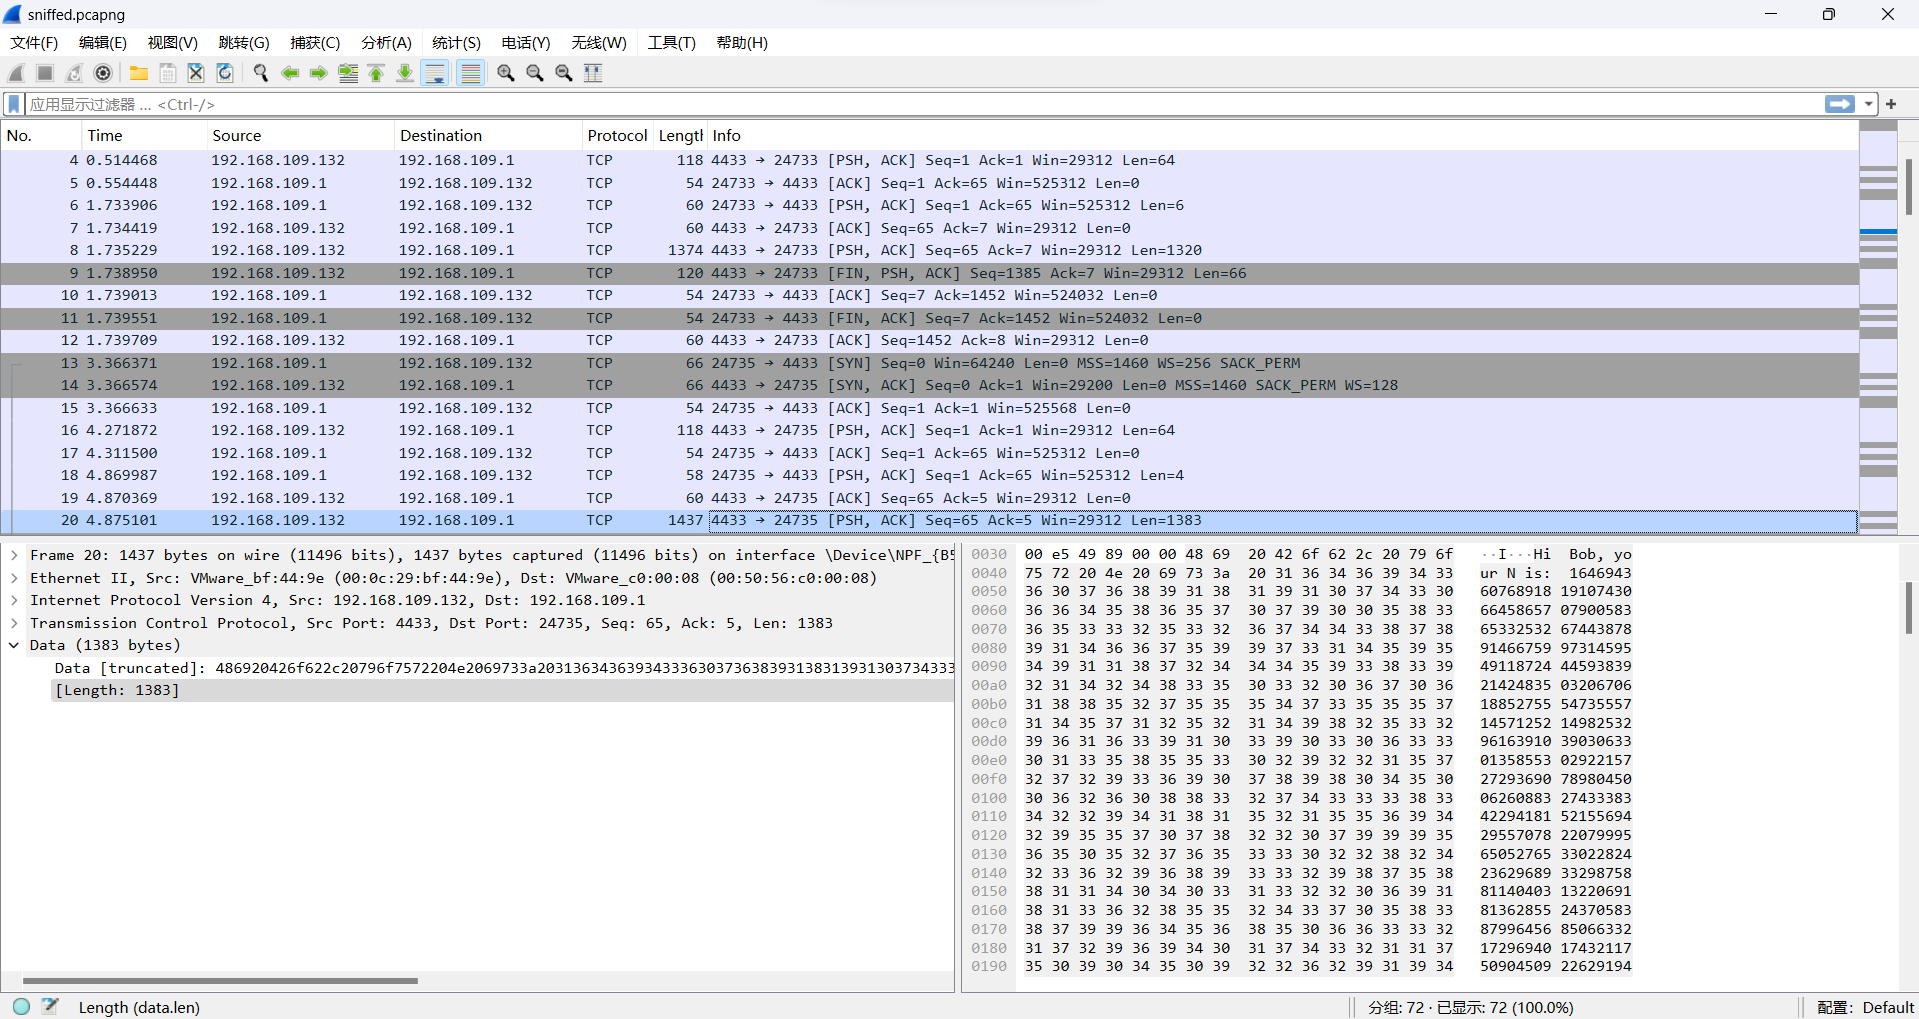 sniffed.pcapng
文件(F) 编辑(E) 视图(V) 跳转(G) 捕获(C) 分析(A) 统计(S) 电话(Y) 无线(W) 工具(T) 帮助(H)
应用显示过滤器 … <Ctrl-/>
No. Time Source Destination Protocol Length Info
4 0.514468 192.168.109.132 192.168.109.1 TCP 118 4433 → 24733 [PSH, ACK] Seq=1 Ack=1 Win=29312 Len=64
5 0.554448 192.168.109.1 192.168.109.132 TCP 54 24733 → 4433 [ACK] Seq=1 Ack=65 Win=525312 Len=0
6 1.733906 192.168.109.1 192.168.109.132 TCP 60 24733 → 4433 [PSH, ACK] Seq=1 Ack=65 Win=525312 Len=6
7 1.734419 192.168.109.132 192.168.109.1 TCP 60 4433 → 24733 [ACK] Seq=65 Ack=7 Win=29312 Len=0
8 1.735229 192.168.109.132 192.168.109.1 TCP 1374 4433 → 24733 [PSH, ACK] Seq=65 Ack=7 Win=29312 Len=1320
9 1.738950 192.168.109.132 192.168.109.1 TCP 120 4433 → 24733 [FIN, PSH, ACK] Seq=1385 Ack=7 Win=29312 Len=66
10 1.739013 192.168.109.1 192.168.109.132 TCP 54 24733 → 4433 [ACK] Seq=7 Ack=1452 Win=524032 Len=0
11 1.739551 192.168.109.1 192.168.109.132 TCP 54 24733 → 4433 [FIN, ACK] Seq=7 Ack=1452 Win=524032 Len=0
12 1.739709 192.168.109.132 192.168.109.1 TCP 60 4433 → 24733 [ACK] Seq=1452 Ack=8 Win=29312 Len=0
13 3.366371 192.168.109.1 192.168.109.132 TCP 66 24735 → 4433 [SYN] Seq=0 Win=64240 Len=0 MSS=1460 WS=256 SACK_PERM
14 3.366574 192.168.109.132 192.168.109.1 TCP 66 4433 → 24735 [SYN, ACK] Seq=0 Ack=1 Win=29200 Len=0 MSS=1460 SACK_PERM WS=128
15 3.366633 192.168.109.1 192.168.109.132 TCP 54 24735 → 4433 [ACK] Seq=1 Ack=1 Win=525568 Len=0
16 4.271872 192.168.109.132 192.168.109.1 TCP 118 4433 → 24735 [PSH, ACK] Seq=1 Ack=1 Win=29312 Len=64
17 4.311500 192.168.109.1 192.168.109.132 TCP 54 24735 → 4433 [ACK] Seq=1 Ack=65 Win=525312 Len=0
18 4.869987 192.168.109.1 192.168.109.132 TCP 58 24735 → 4433 [PSH, ACK] Seq=1 Ack=65 Win=525312 Len=4
19 4.870369 192.168.109.132 192.168.109.1 TCP 60 4433 → 24735 [ACK] Seq=65 Ack=5 Win=29312 Len=0
20 4.875101 192.168.109.132 192.168.109.1 TCP 1437 4433 → 24735 [PSH, ACK] Seq=65 Ack=5 Win=29312 Len=1383
Frame 20: 1437 bytes on wire (11496 bits), 1437 bytes captured (11496 bits) on interface \Device\NPF_{B5
Ethernet II, Src: VMware_bf:44:9e (00:0c:29:bf:44:9e), Dst: VMware_c0:00:08 (00:50:56:c0:00:08)
Internet Protocol Version 4, Src: 192.168.109.132, Dst: 192.168.109.1
Transmission Control Protocol, Src Port: 4433, Dst Port: 24735, Seq: 65, Ack: 5, Len: 1383
Data (1383 bytes)
Data [truncated]: 486920426f622c20796f7572204e2069733a2031363436393433363037363839313831393130373433​3
[Length: 1383]
0030 00 e5 49 89 00 00 48 69 20 42 6f 62 2c 20 79 6f ··I···Hi Bob, yo
0040 75 72 20 4e 20 69 73 3a 20 31 36 34 36 39 34 33 ur N is: 1646943
0050 36 30 37 36 38 39 31 38 31 39 31 30 37 34 33 30 60768918 19107430
0060 36 36 34 35 38 36 35 37 30 37 39 30 30 35 38 33 66458657 07900583
0070 36 35 33 33 32 35 33 32 36 37 34 34 33 38 37 38 65332532 67443878
0080 39 31 34 36 36 37 35 39 39 37 33 31 34 35 39 35 91466759 97314595
0090 34 39 31 31 38 37 32 34 34 34 35 39 33 38 33 39 49118724 44593839
00a0 32 31 34 32 34 38 33 35 30 33 32 30 36 37 30 36 21424835 03206706
00b0 31 38 38 35 32 37 35 35 35 34 37 33 35 35 35 37 18852755 54735557
00c0 31 34 35 37 31 32 35 32 31 34 39 38 32 35 33 32 14571252 14982532
00d0 39 36 31 36 33 39 31 30 33 39 30 33 30 36 33 33 96163910 39030633
00e0 30 31 33 35 38 35 35 33 30 32 39 32 32 31 35 37 01358553 02922157
00f0 32 37 32 39 33 36 39 30 37 38 39 38 30 34 35 30 27293690 78980450
0100 30 36 32 36 30 38 38 33 32 37 34 33 33 33 38 33 06260883 27433383
0110 34 32 32 39 34 31 38 31 35 32 31 35 35 36 39 34 42294181 52155694
0120 32 39 35 35 37 30 37 38 32 32 30 37 39 39 39 35 29557078 22079995
0130 36 35 30 35 32 37 36 35 33 33 30 32 32 38 32 34 65052765 33022824
0140 32 33 36 32 39 36 38 39 33 33 32 39 38 37 35 38 23629689 33298758
0150 38 31 31 34 30 34 30 33 31 33 32 32 30 36 39 31 81140403 13220691
0160 38 31 33 36 32 38 35 35 32 34 33 37 30 35 38 33 81362855 24370583
0170 38 37 39 39 36 34 35 36 38 35 30 36 36 33 33 32 87996456 85066332
0180 31 37 32 39 36 39 34 30 31 37 34 33 32 31 31 37 17296940 17432117
0190 35 30 39 30 34 35 30 39 32 32 36 32 39 31 39 34 50904509 22629194
Length (data.len) 分组: 72 · 已显示: 72 (100.0%) 配置: Default